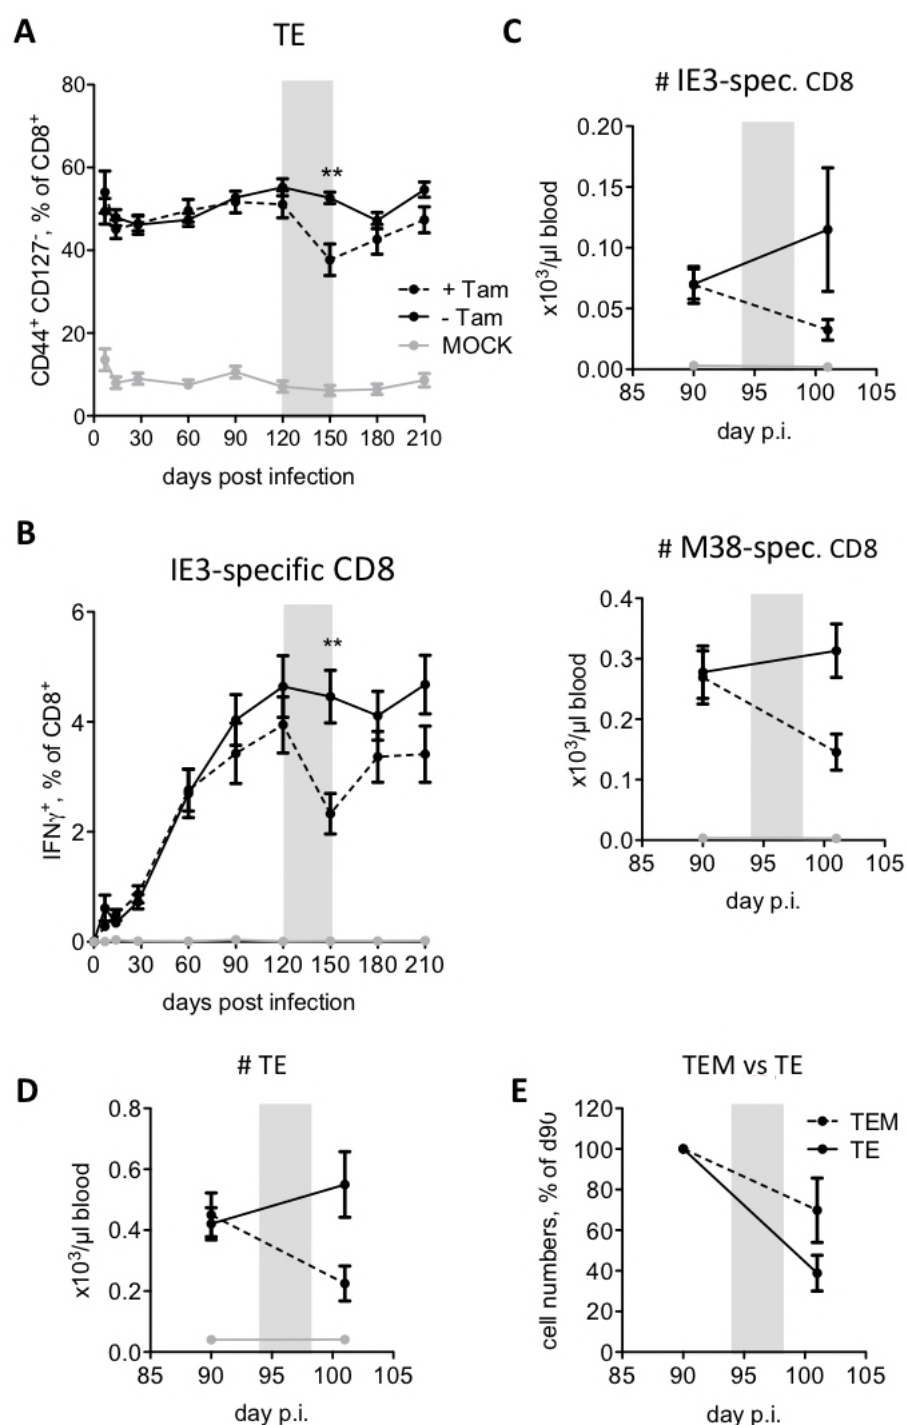 A
TE
CD44⁺ CD127⁻, % of CD8⁺
80
60
40
20
0
0 30 60 90 120 150 180 210
days post infection
**
+ Tam
- Tam
MOCK
C
# IE3-spec. CD8
x10³/µl blood
0.20
0.15
0.10
0.05
0.00
85 90 95 100 105
day p.i.
B
IE3-specific CD8
IFNγ⁺, % of CD8⁺
6
4
2
0
0 30 60 90 120 150 180 210
days post infection
**
# M38-spec. CD8
x10³/µl blood
0.4
0.3
0.2
0.1
0.0
85 90 95 100 105
day p.i.
D
# TE
x10³/µl blood
0.8
0.6
0.4
0.2
0.0
85 90 95 100 105
day p.i.
E
TEM vs TE
cell numbers, % of d90
120
100
80
60
40
20
0
85 90 95 100 105
day p.i.
TEM
TE